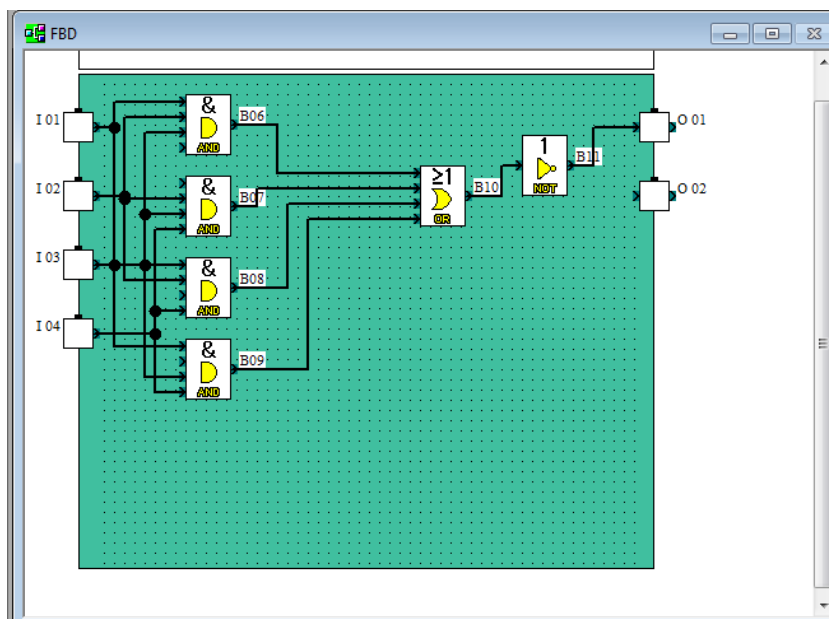 FBD
I 01
I 02
I 03
I 04
&
AND
B06
&
AND
B07
&
AND
B08
&
AND
B09
≥1
OR
B10
1
NOT
B11
O 01
O 02